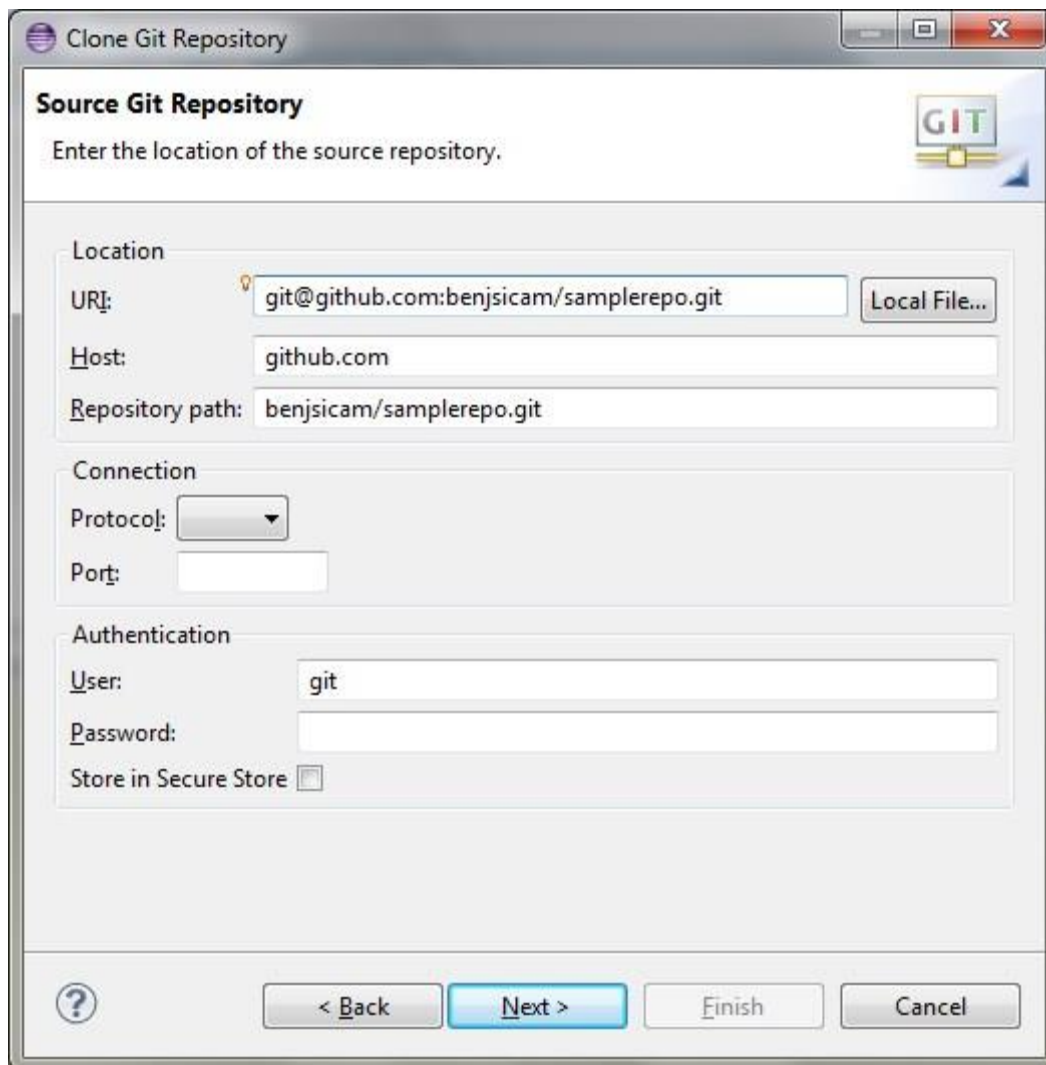 Clone Git Repository
Source Git Repository
Enter the location of the source repository.
GIT
Location
URI: git@github.com:benjsicam/samplerepo.git Local File...
Host: github.com
Repository path: benjsicam/samplerepo.git
Connection
Protocol:
Port:
Authentication
User: git
Password:
Store in Secure Store
? < Back Next > Finish Cancel